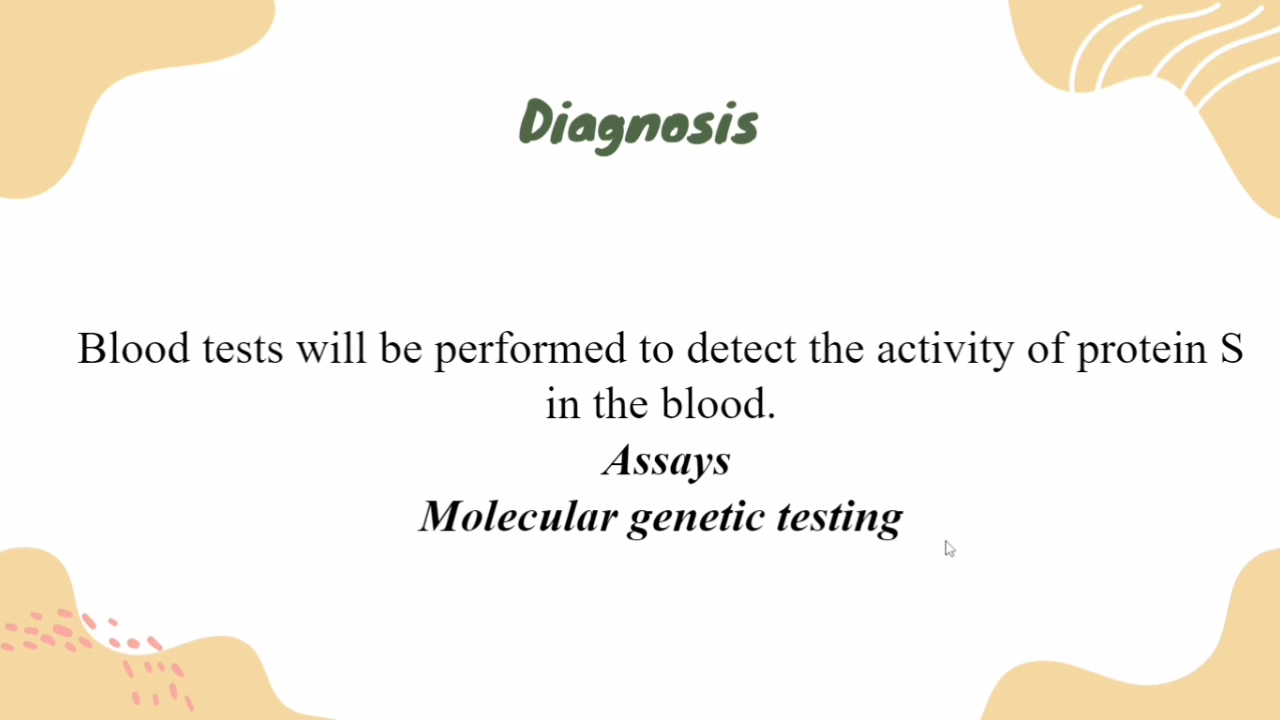 Diagnosis
Blood tests will be performed to detect the activity of protein S
in the blood.
Assays
Molecular genetic testing